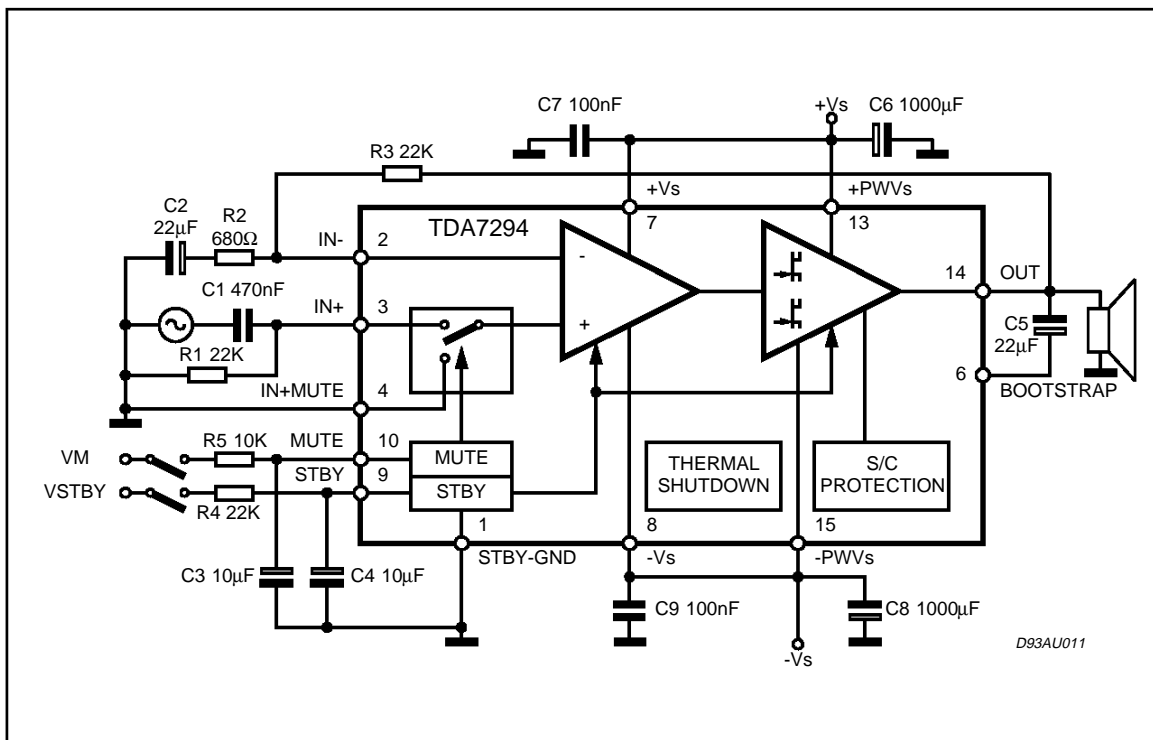 C7 100nF
+Vs
C6 1000µF
R3 22K
+Vs
+PWVs
C2
22µF
R2
680Ω
IN-
2
TDA7294
7
13
-
C1 470nF
IN+
3
+
14
OUT
R1 22K
C5
22µF
IN+MUTE
4
6
BOOTSTRAP
VM
R5 10K
MUTE
10
MUTE
THERMAL
SHUTDOWN
S/C
PROTECTION
VSTBY
R4 22K
STBY
9
STBY
1
8
15
STBY-GND
-Vs
-PWVs
C3 10µF
C4 10µF
C9 100nF
C8 1000µF
-Vs
D93AU011